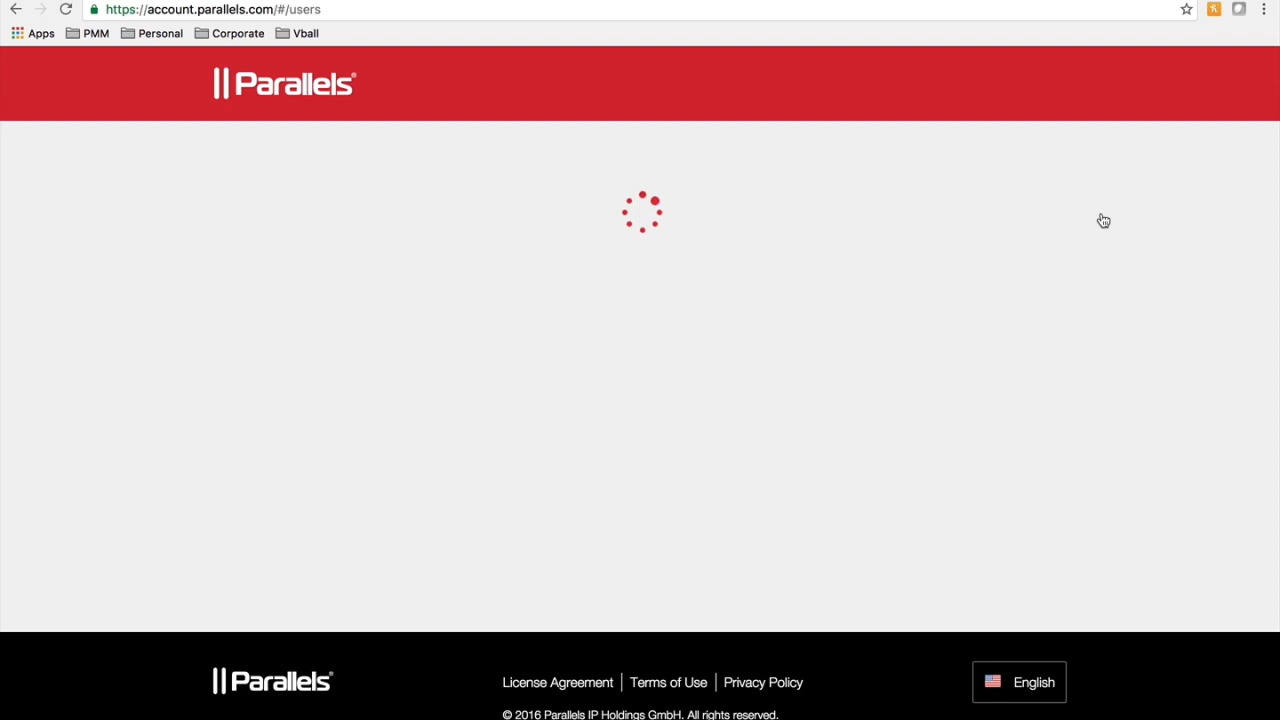 https://account.parallels.com/#/users
Apps PMM Personal Corporate Vball
Parallels®
Parallels®
License Agreement | Terms of Use | Privacy Policy
English
© 2016 Parallels IP Holdings GmbH. All rights reserved.